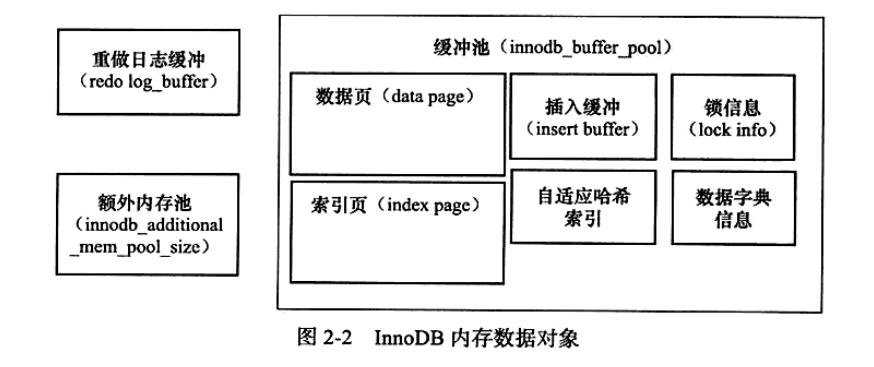 重做日志缓冲
（redo log_buffer）
额外内存池
（innodb_additional
_mem_pool_size）
缓冲池（innodb_buffer_pool）
数据页（data page）
索引页（index page）
插入缓冲
（insert buffer）
锁信息
（lock info）
自适应哈希
索引
数据字典
信息
图 2-2 InnoDB 内存数据对象